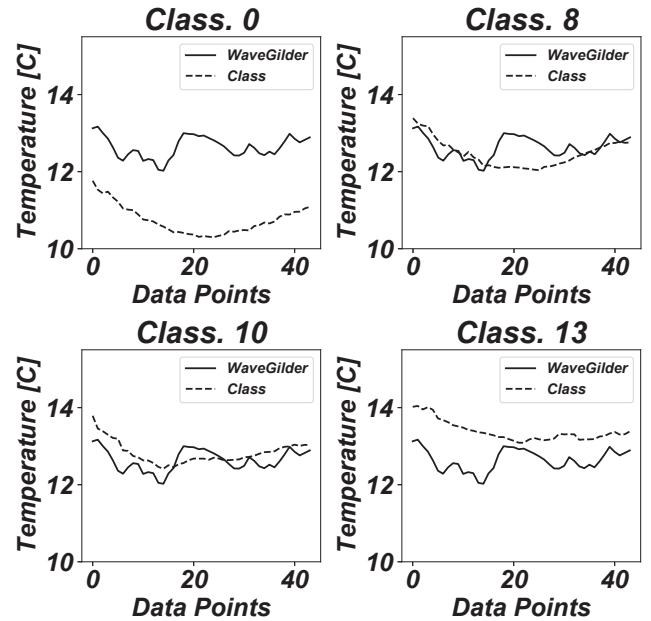 Class. 0
WaveGilder
Class
Temperature [C]
14
12
10
0
20
40
Data Points
Class. 8
WaveGilder
Class
Temperature [C]
14
12
10
0
20
40
Data Points
Class. 10
WaveGilder
Class
Temperature [C]
14
12
10
0
20
40
Data Points
Class. 13
WaveGilder
Class
Temperature [C]
14
12
10
0
20
40
Data Points